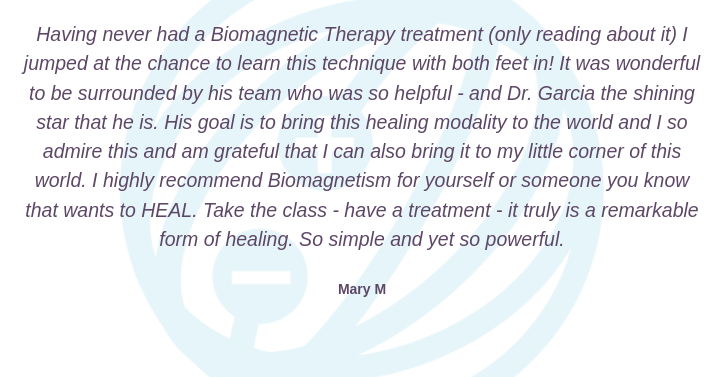 Having never had a Biomagnetic Therapy treatment (only reading about it) I
jumped at the chance to learn this technique with both feet in! It was wonderful
to be surrounded by his team who was so helpful - and Dr. Garcia the shining
star that he is. His goal is to bring this healing modality to the world and I so
admire this and am grateful that I can also bring it to my little corner of this
world. I highly recommend Biomagnetism for yourself or someone you know
that wants to HEAL. Take the class - have a treatment - it truly is a remarkable
form of healing. So simple and yet so powerful.
Mary M